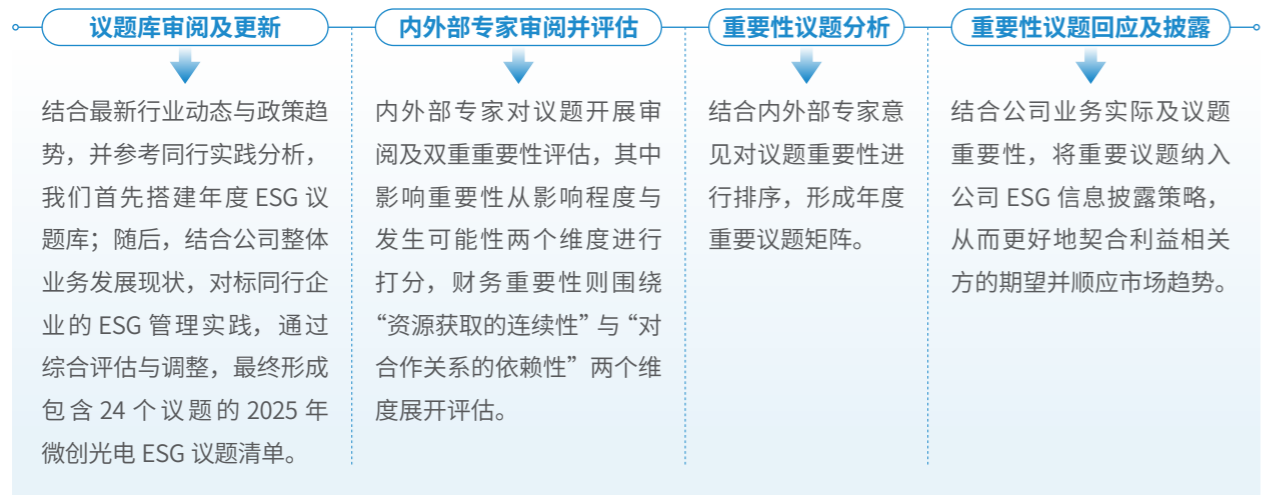 议题库审阅及更新
结合最新行业动态与政策趋
势，并参考同行实践分析，
我们首先搭建年度 ESG 议
题库；随后，结合公司整体
业务发展现状，对标同行企
业的 ESG 管理实践，通过
综合评估与调整，最终形成
包含 24 个议题的 2025 年
微创光电 ESG 议题清单。
内外部专家审阅并评估
内外部专家对议题开展审
阅及双重重要性评估，其中
影响重要性从影响程度与
发生可能性两个维度进行
打分，财务重要性则围绕
“资源获取的连续性”与“对
合作关系的依赖性”两个维
度展开评估。
重要性议题分析
结合内外部专家意
见对议题重要性进
行排序，形成年度
重要议题矩阵。
重要性议题回应及披露
结合公司业务实际及议题
重要性，将重要议题纳入
公司 ESG 信息披露策略，
从而更好地契合利益相关
方的期望并顺应市场趋势。